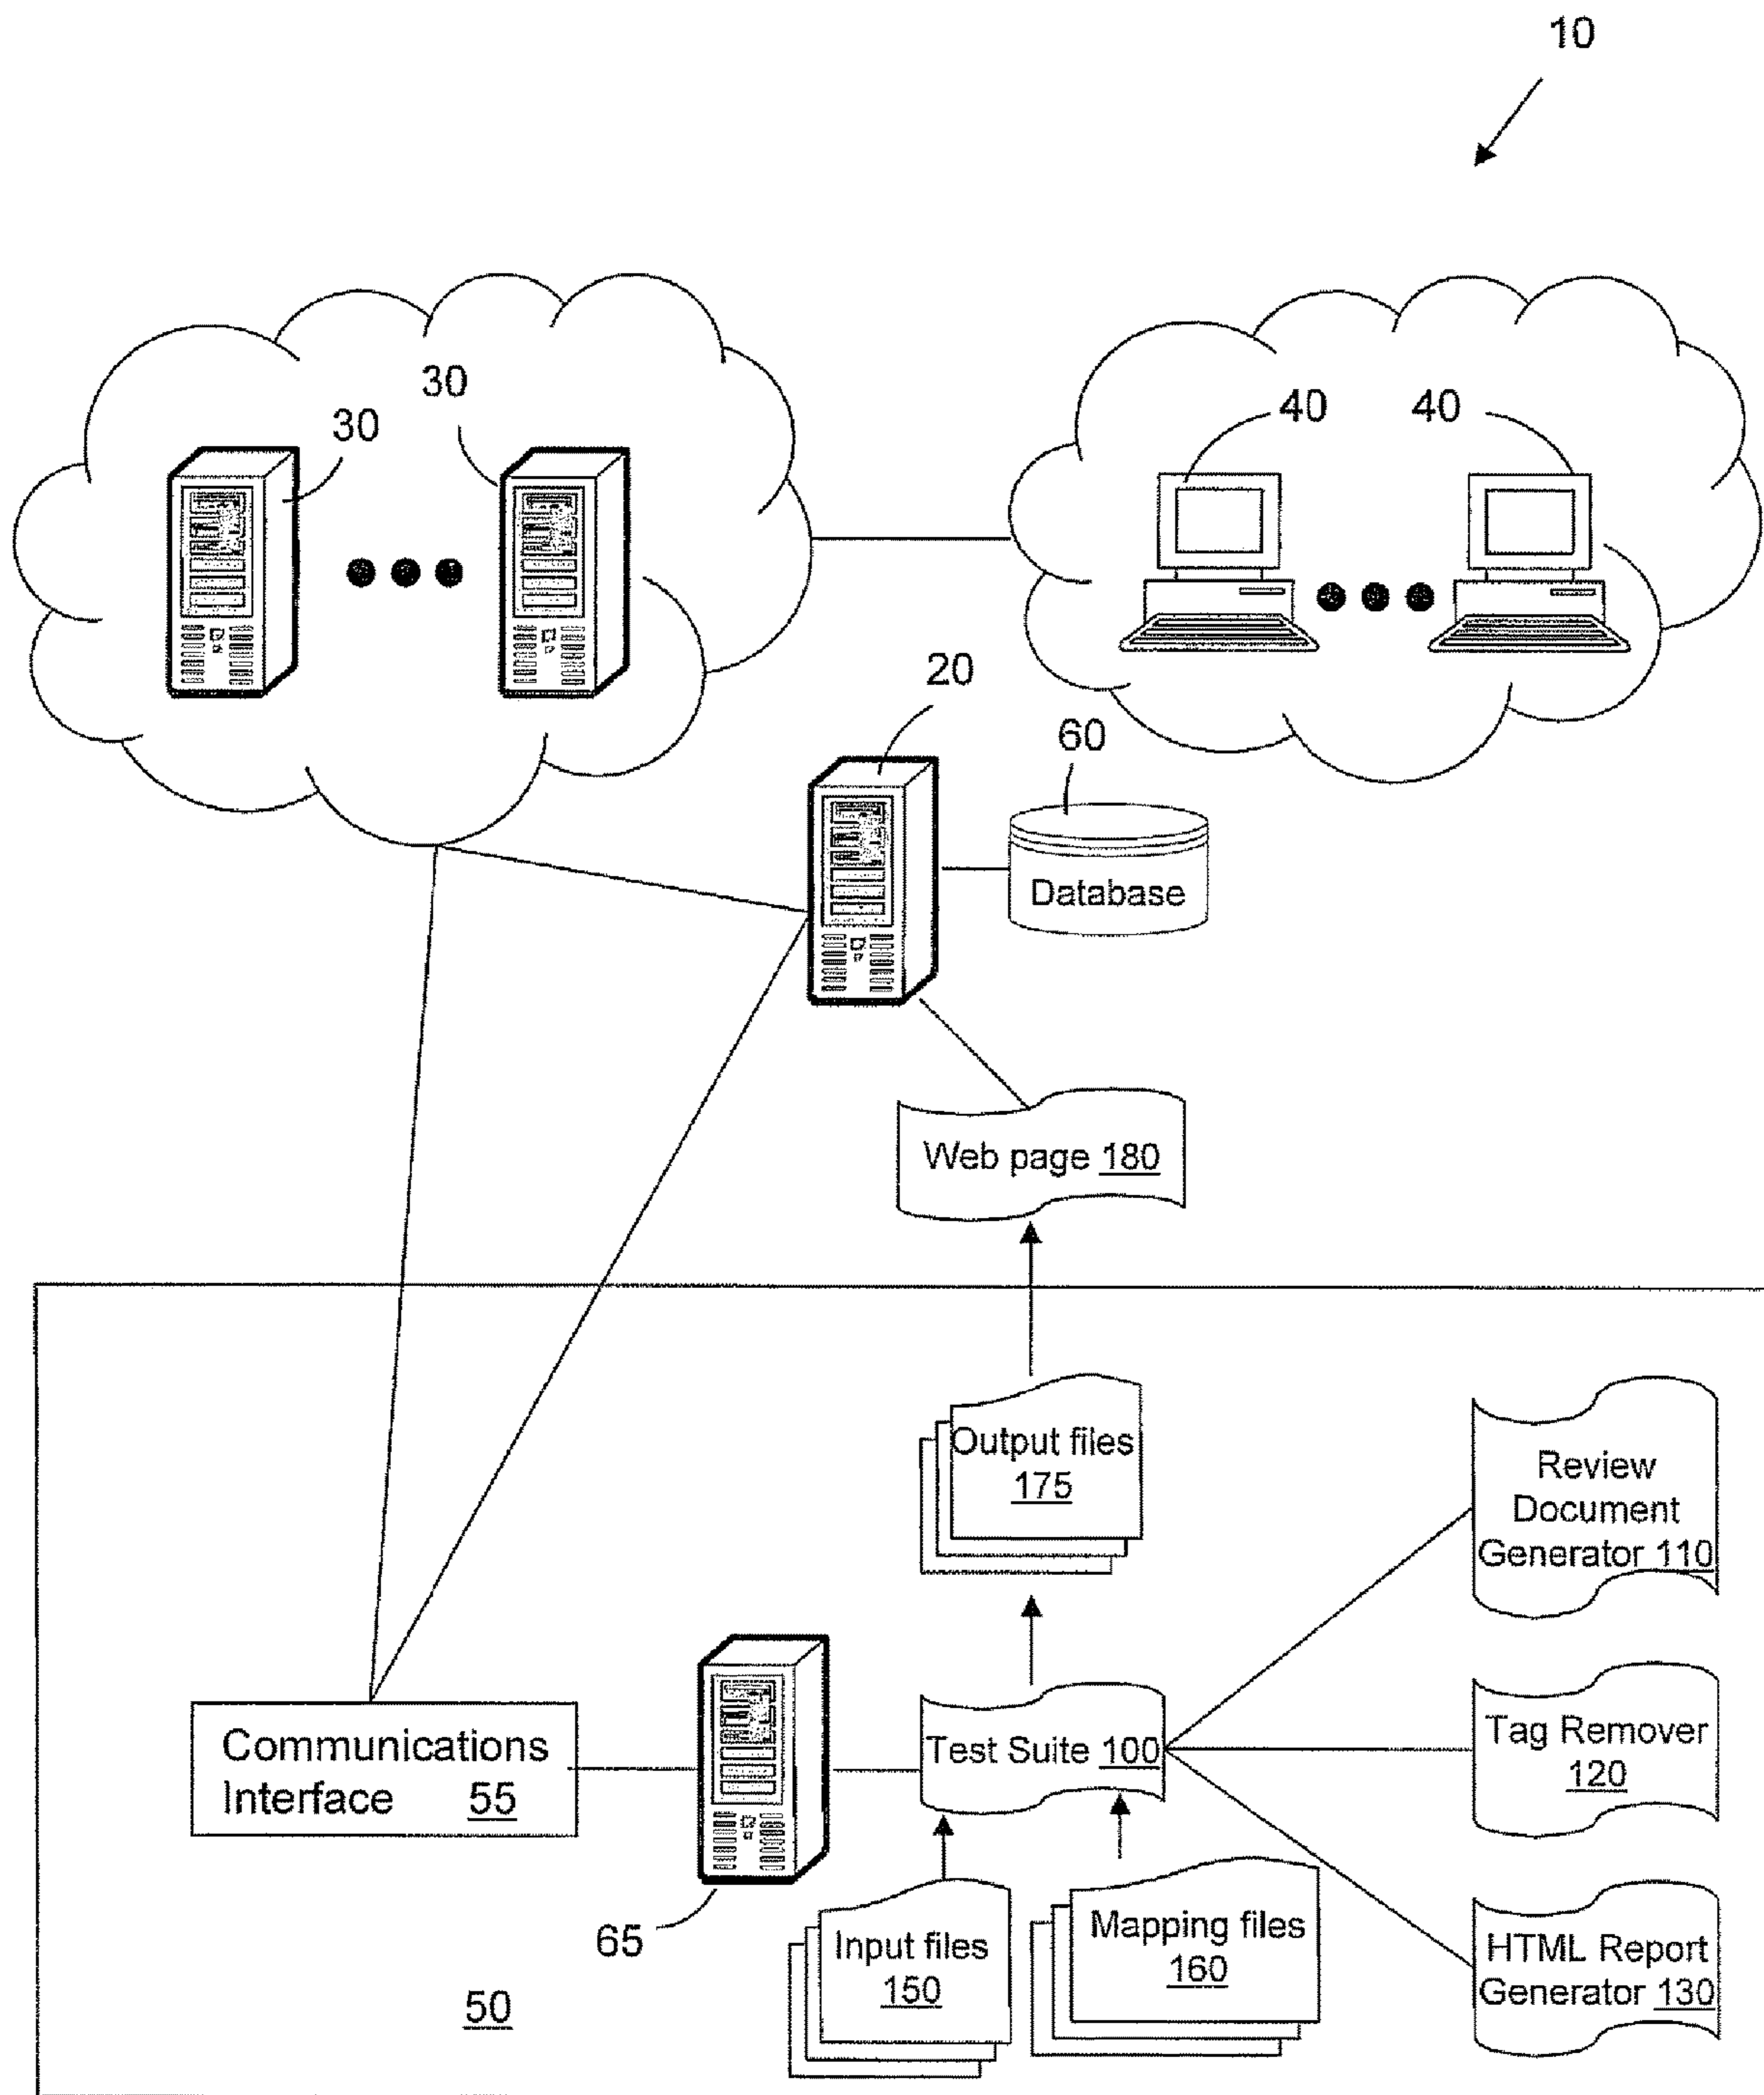 10
30
30
40
40
20
60
Database
Web page 180
Output files
175
Review
Document
Generator 110
Communications
Interface 55
Test Suite 100
Tag Remover
120
65
Input files
150
Mapping files
160
HTML Report
Generator 130
50